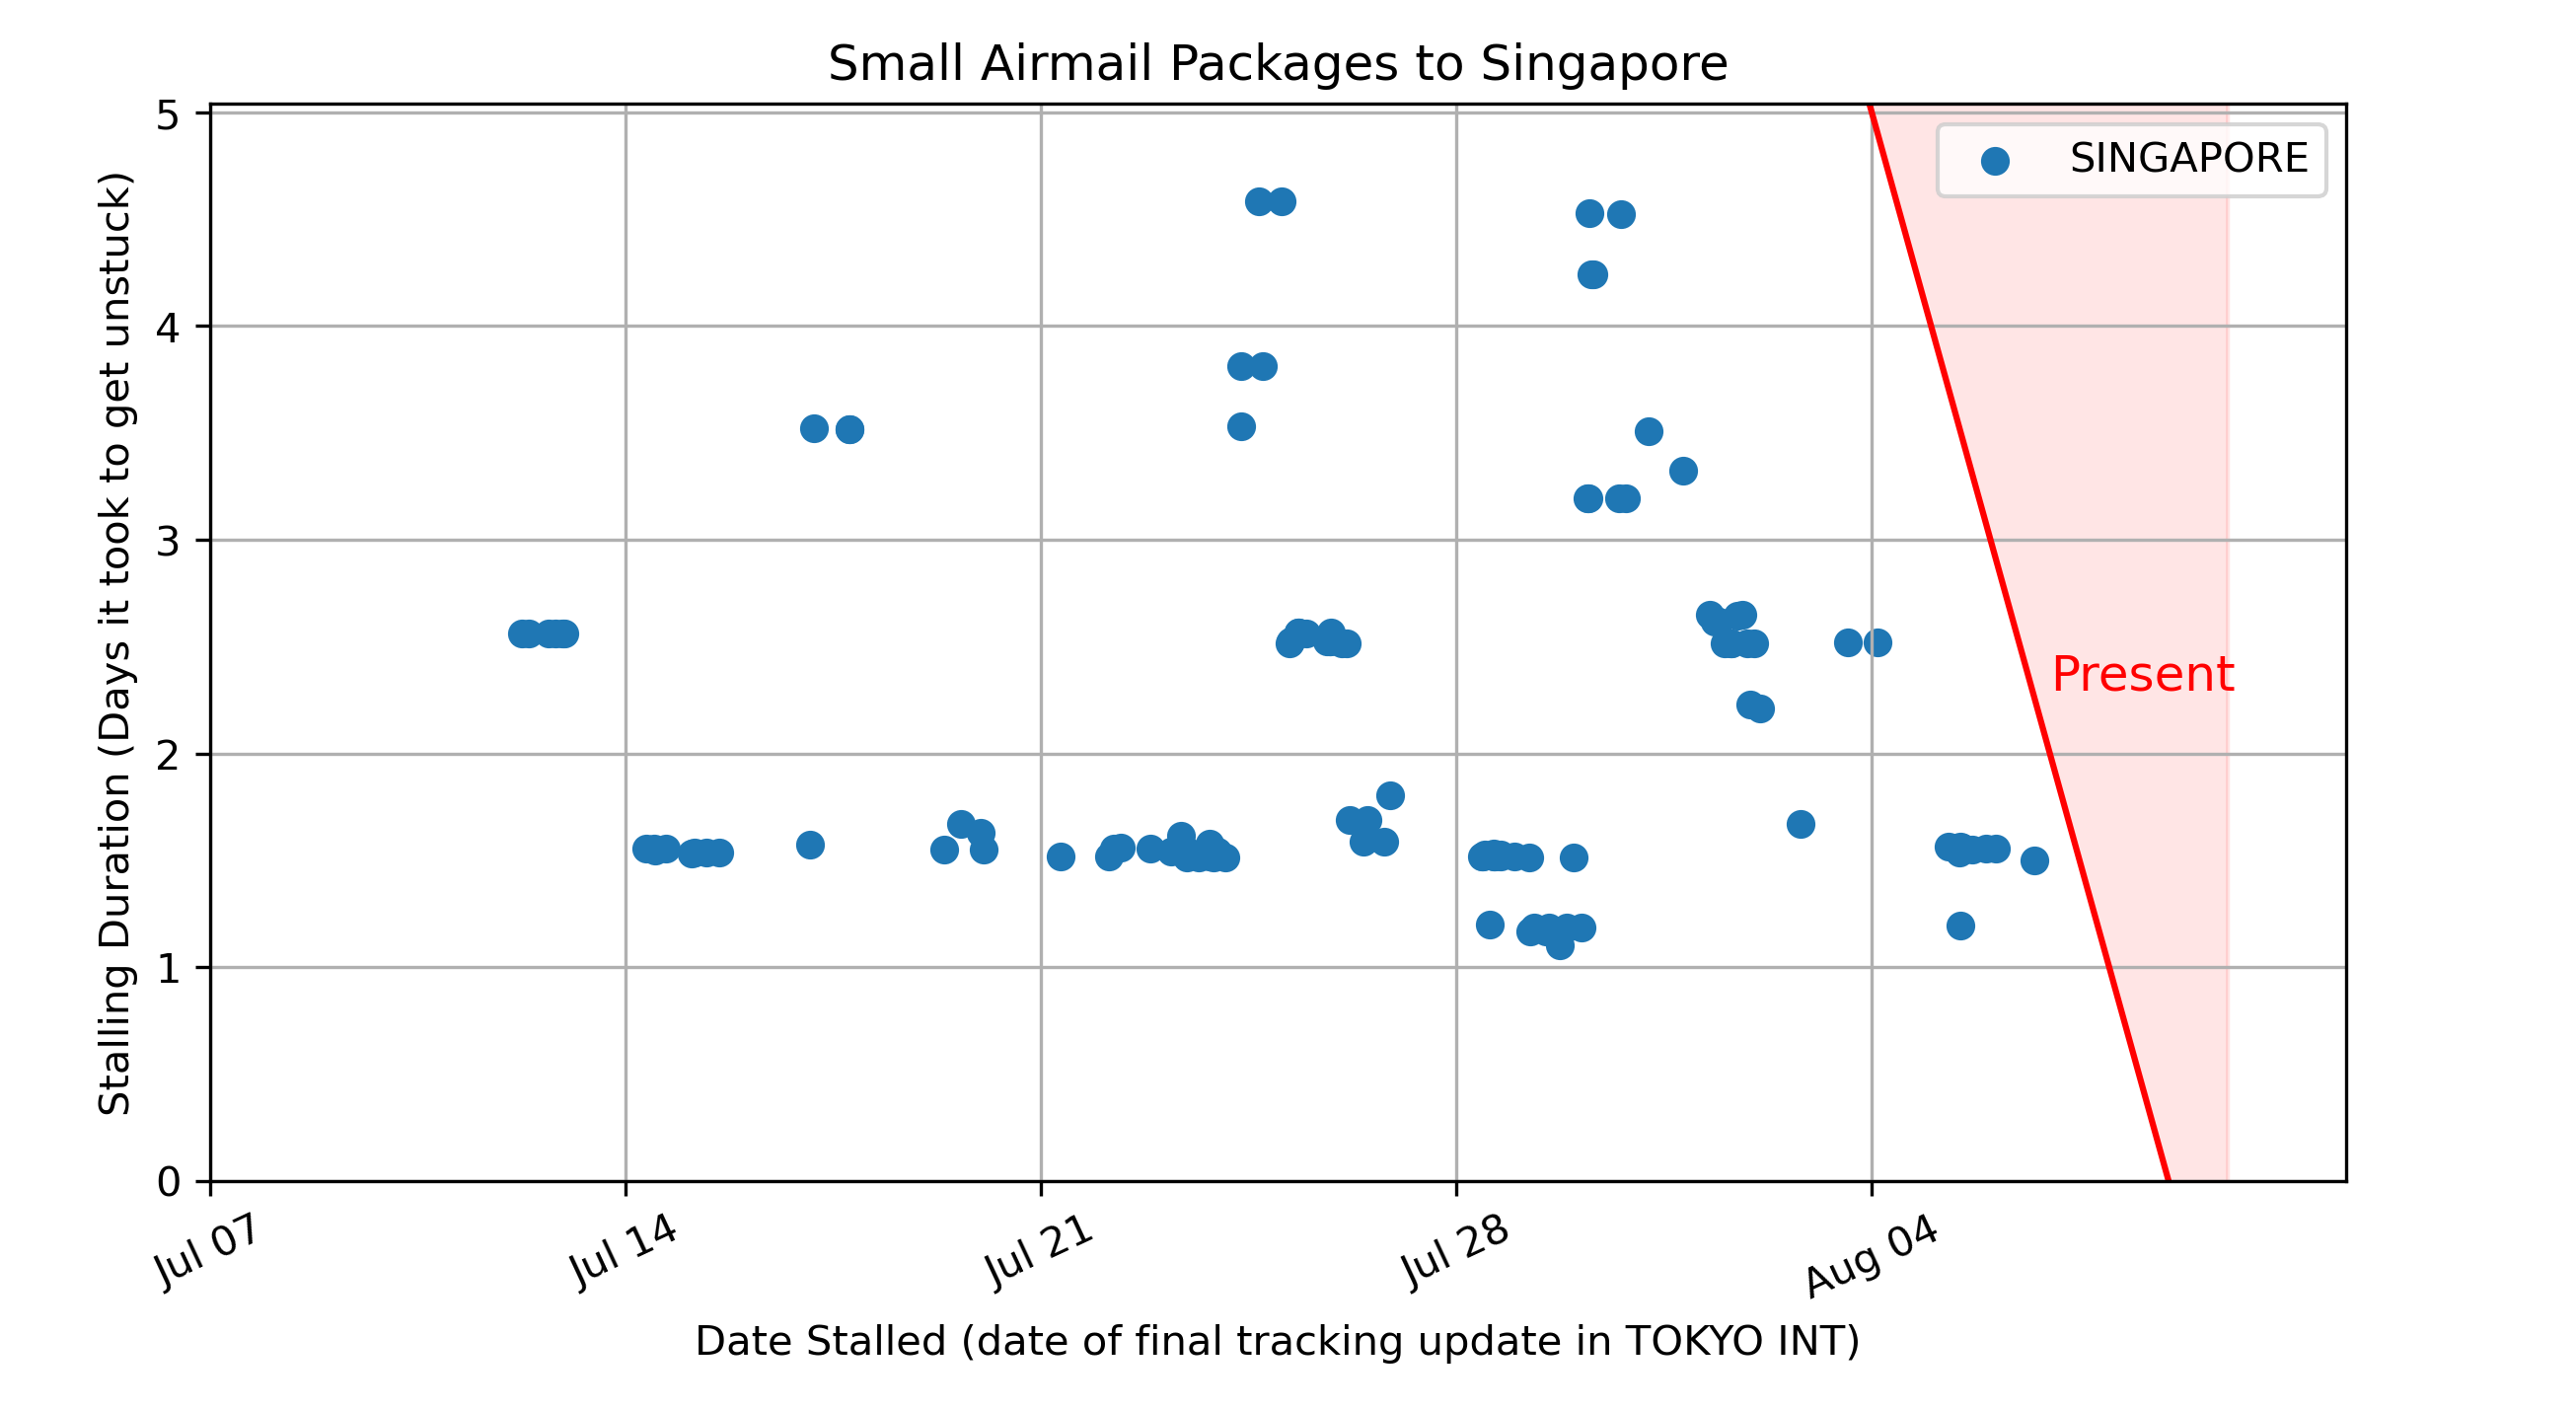 Small Airmail Packages to Singapore
SINGAPORE
Stalling Duration (Days it took to get unstuck)
5
4
3
2
1
0
Present
Jul 07
Jul 14
Jul 21
Jul 28
Aug 04
Date Stalled (date of final tracking update in TOKYO INT)